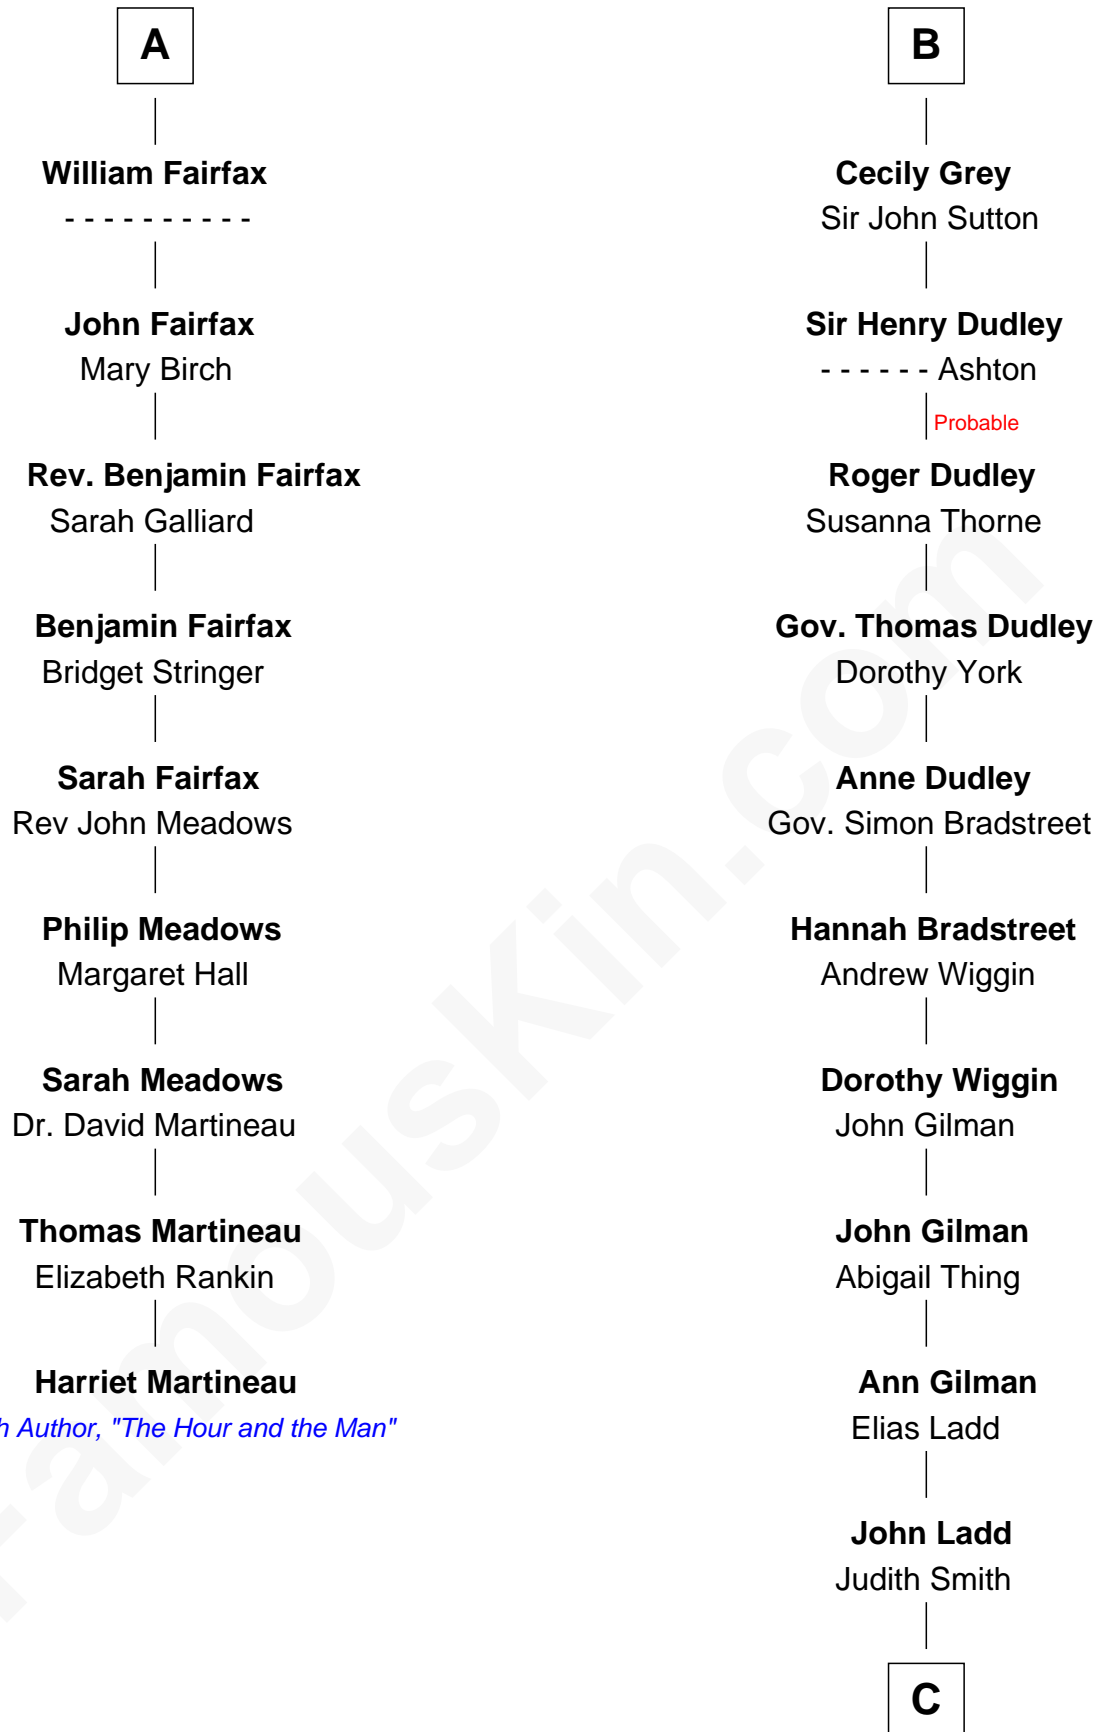 A
William Fairfax
- - - - - - - - - -
John Fairfax
Mary Birch
Rev. Benjamin Fairfax
Sarah Galliard
Benjamin Fairfax
Bridget Stringer
Sarah Fairfax
Rev John Meadows
Philip Meadows
Margaret Hall
Sarah Meadows
Dr. David Martineau
Thomas Martineau
Elizabeth Rankin
Harriet Martineau
Author, "The Hour and the Man"
B
Cecily Grey
Sir John Sutton
Sir Henry Dudley
- - - - - - Ashton
Probable
Roger Dudley
Susanna Thorne
Gov. Thomas Dudley
Dorothy York
Anne Dudley
Gov. Simon Bradstreet
Hannah Bradstreet
Andrew Wiggin
Dorothy Wiggin
John Gilman
John Gilman
Abigail Thing
Ann Gilman
Elias Ladd
John Ladd
Judith Smith
C
FamousKin.com